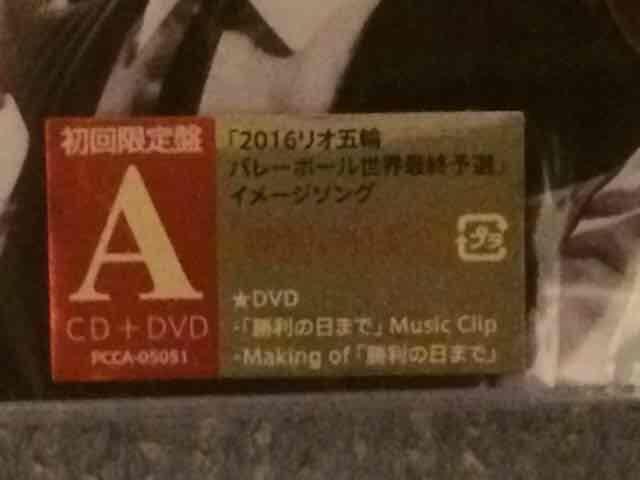 初回限定盤
A
CD+DVD
PCCA-05051
「2016リオ五輪
バレーボール世界最終予選」
イメージソング
プラ
★DVD
・「勝利の日まで」 Music Clip
・Making of 「勝利の日まで」